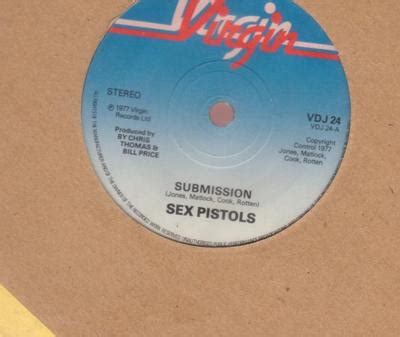 Virgin
STEREO
VDJ 24
VDJ 24-A
℗ 1977 Virgin
Records Ltd
Produced by
BY CHRIS
THOMAS &
BILL PRICE
Copyright
Control 1977
Jones, Matlock,
Cook, Rotten
SUBMISSION
(Jones, Matlock, Cook, Rotten)
SEX PISTOLS